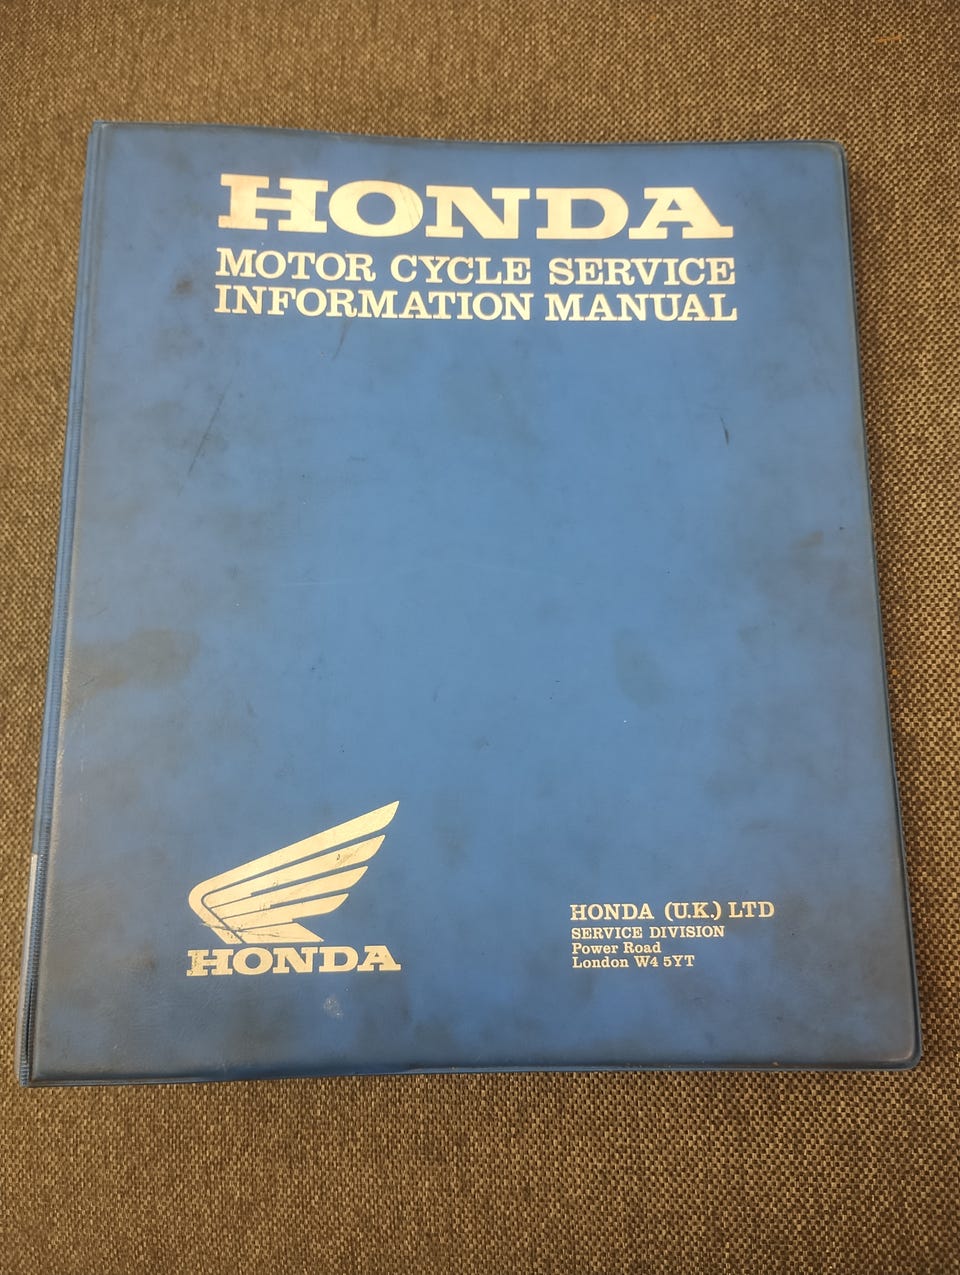 HONDA
MOTOR CYCLE SERVICE
INFORMATION MANUAL
HONDA
HONDA (U.K.) LTD
SERVICE DIVISION
Power Road
London W4 5YT